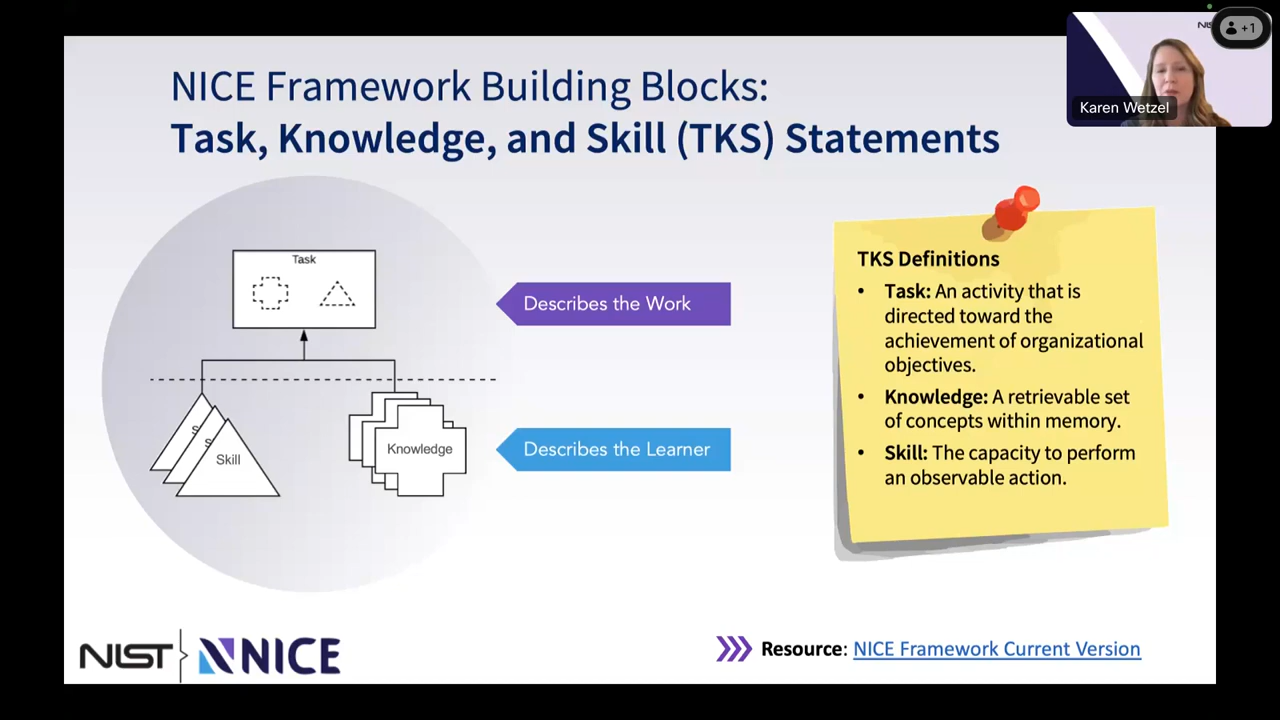 NICE Framework Building Blocks:
Task, Knowledge, and Skill (TKS) Statements
NIS
+1
Karen Wetzel
Task
Describes the Work
S
S
Skill
Knowledge
Describes the Learner
TKS Definitions
• Task: An activity that is
directed toward the
achievement of organizational
objectives.
• Knowledge: A retrievable set
of concepts within memory.
• Skill: The capacity to perform
an observable action.
NIST
NICE
Resource: NICE Framework Current Version